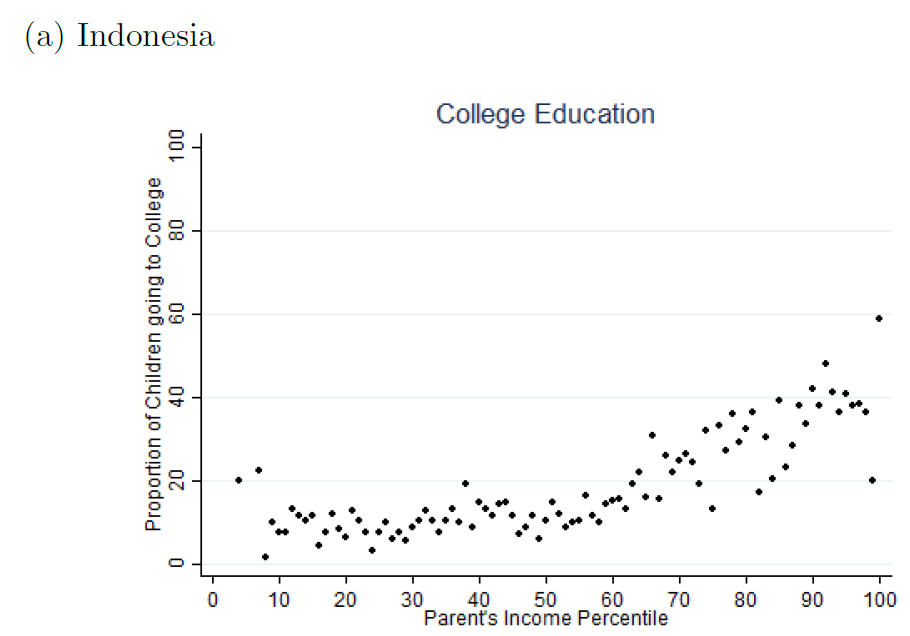 (a) Indonesia
College Education
Proportion of Children going to College
100
80
60
40
20
0
0 10 20 30 40 50 60 70 80 90 100
Parent's Income Percentile